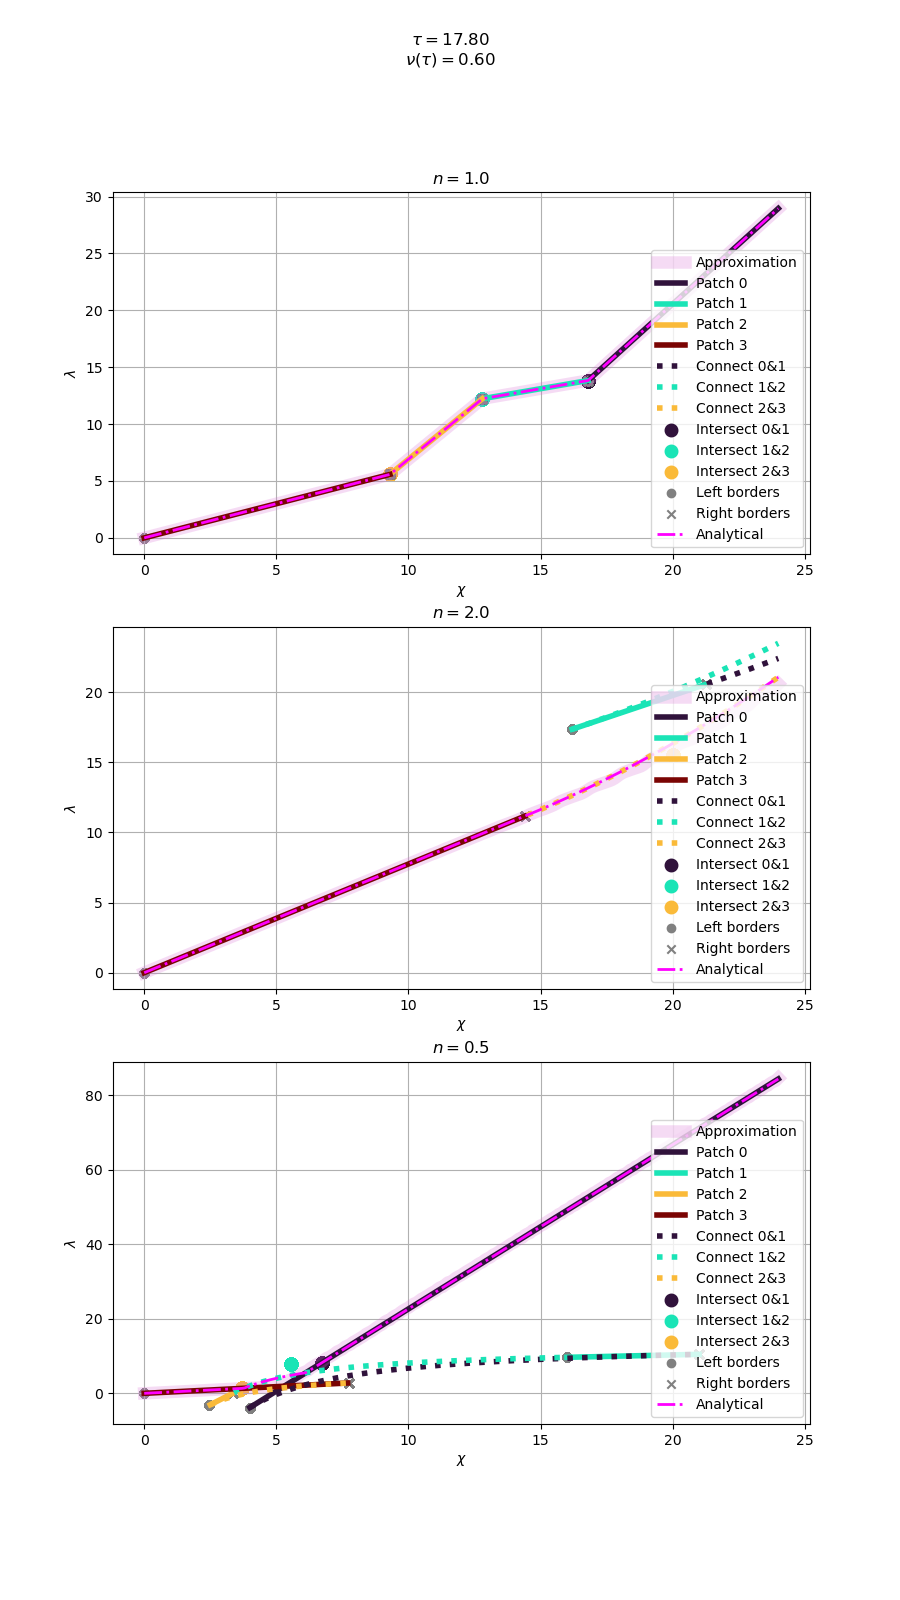 τ = 17.80
ν(τ) = 0.60
n = 1.0
30
25
20
15
10
5
0
λ
Approximation
Patch 0
Patch 1
Patch 2
Patch 3
Connect 0&1
Connect 1&2
Connect 2&3
Intersect 0&1
Intersect 1&2
Intersect 2&3
Left borders
Right borders
Analytical
0 5 10 15 20 25
χ
n = 2.0
20
15
10
5
0
λ
Approximation
Patch 0
Patch 1
Patch 2
Patch 3
Connect 0&1
Connect 1&2
Connect 2&3
Intersect 0&1
Intersect 1&2
Intersect 2&3
Left borders
Right borders
Analytical
0 5 10 15 20 25
χ
n = 0.5
80
60
40
20
0
λ
Approximation
Patch 0
Patch 1
Patch 2
Patch 3
Connect 0&1
Connect 1&2
Connect 2&3
Intersect 0&1
Intersect 1&2
Intersect 2&3
Left borders
Right borders
Analytical
0 5 10 15 20 25
χ